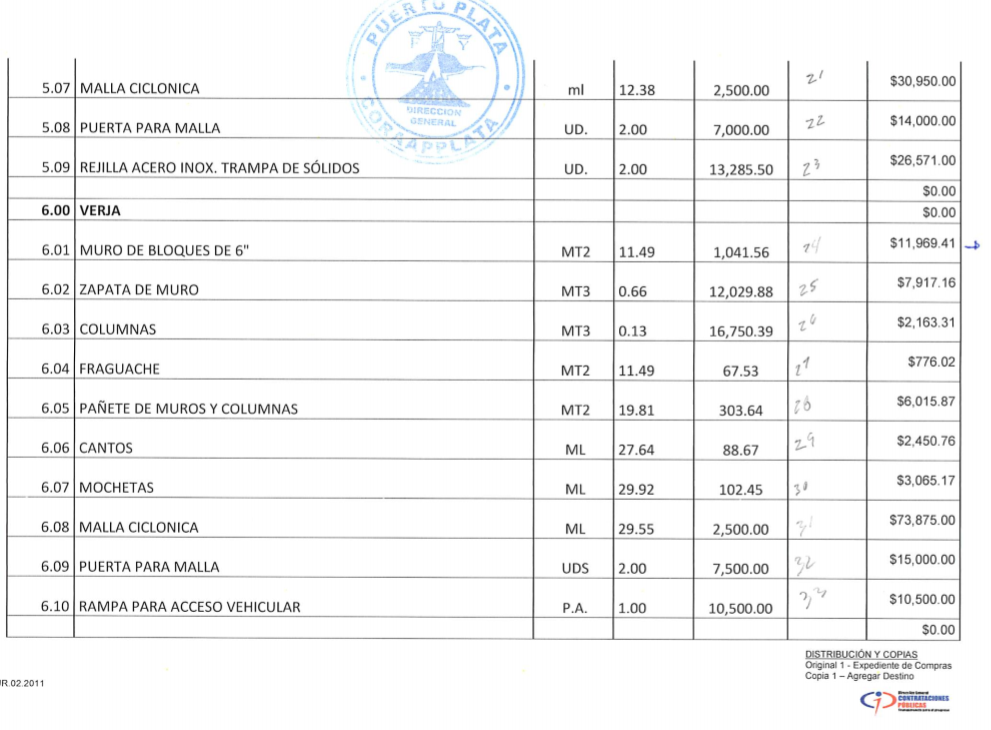 PUERTO PLATA
DIRECCION
GENERAL
CORAAPPLATA
5.07 MALLA CICLONICA ml 12.38 2,500.00 21 $30,950.00
5.08 PUERTA PARA MALLA UD. 2.00 7,000.00 22 $14,000.00
5.09 REJILLA ACERO INOX. TRAMPA DE SÓLIDOS UD. 2.00 13,285.50 23 $26,571.00
$0.00
6.00 VERJA $0.00
6.01 MURO DE BLOQUES DE 6" MT2 11.49 1,041.56 24 $11,969.41
6.02 ZAPATA DE MURO MT3 0.66 12,029.88 25 $7,917.16
6.03 COLUMNAS MT3 0.13 16,750.39 26 $2,163.31
6.04 FRAGUACHE MT2 11.49 67.53 27 $776.02
6.05 PAÑETE DE MUROS Y COLUMNAS MT2 19.81 303.64 28 $6,015.87
6.06 CANTOS ML 27.64 88.67 29 $2,450.76
6.07 MOCHETAS ML 29.92 102.45 30 $3,065.17
6.08 MALLA CICLONICA ML 29.55 2,500.00 31 $73,875.00
6.09 PUERTA PARA MALLA UDS 2.00 7,500.00 32 $15,000.00
6.10 RAMPA PARA ACCESO VEHICULAR P.A. 1.00 10,500.00 33 $10,500.00
$0.00
DISTRIBUCIÓN Y COPIAS
Original 1 - Expediente de Compras
Copia 1 – Agregar Destino
R.02.2011
Dirección General
CONTRATACIONES
PÚBLICAS